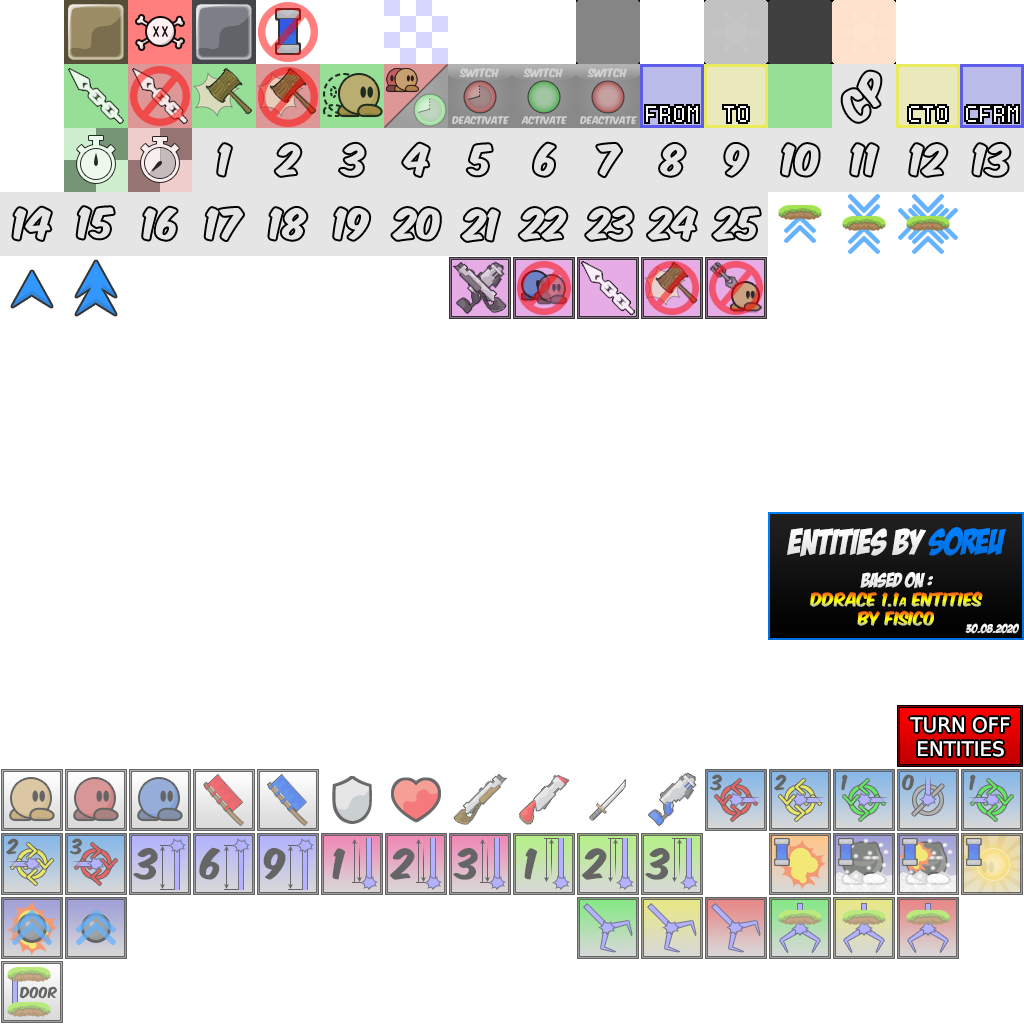 SWITCH SWITCH SWITCH
DEACTIVATE ACTIVATE DEACTIVATE
FROM TO CP CTO CFRM
1 2 3 4 5 6 7 8 9 10 11 12 13
14 15 16 17 18 19 20 21 22 23 24 25
ENTITIES BY SOREU
BASED ON :
DDRACE 1.1A ENTITIES
BY FISICO
30.08.2020
TURN OFF
ENTITIES
3 2 1 0 1
2 3 3 6 9 1 2 3 1 2 3
DOOR